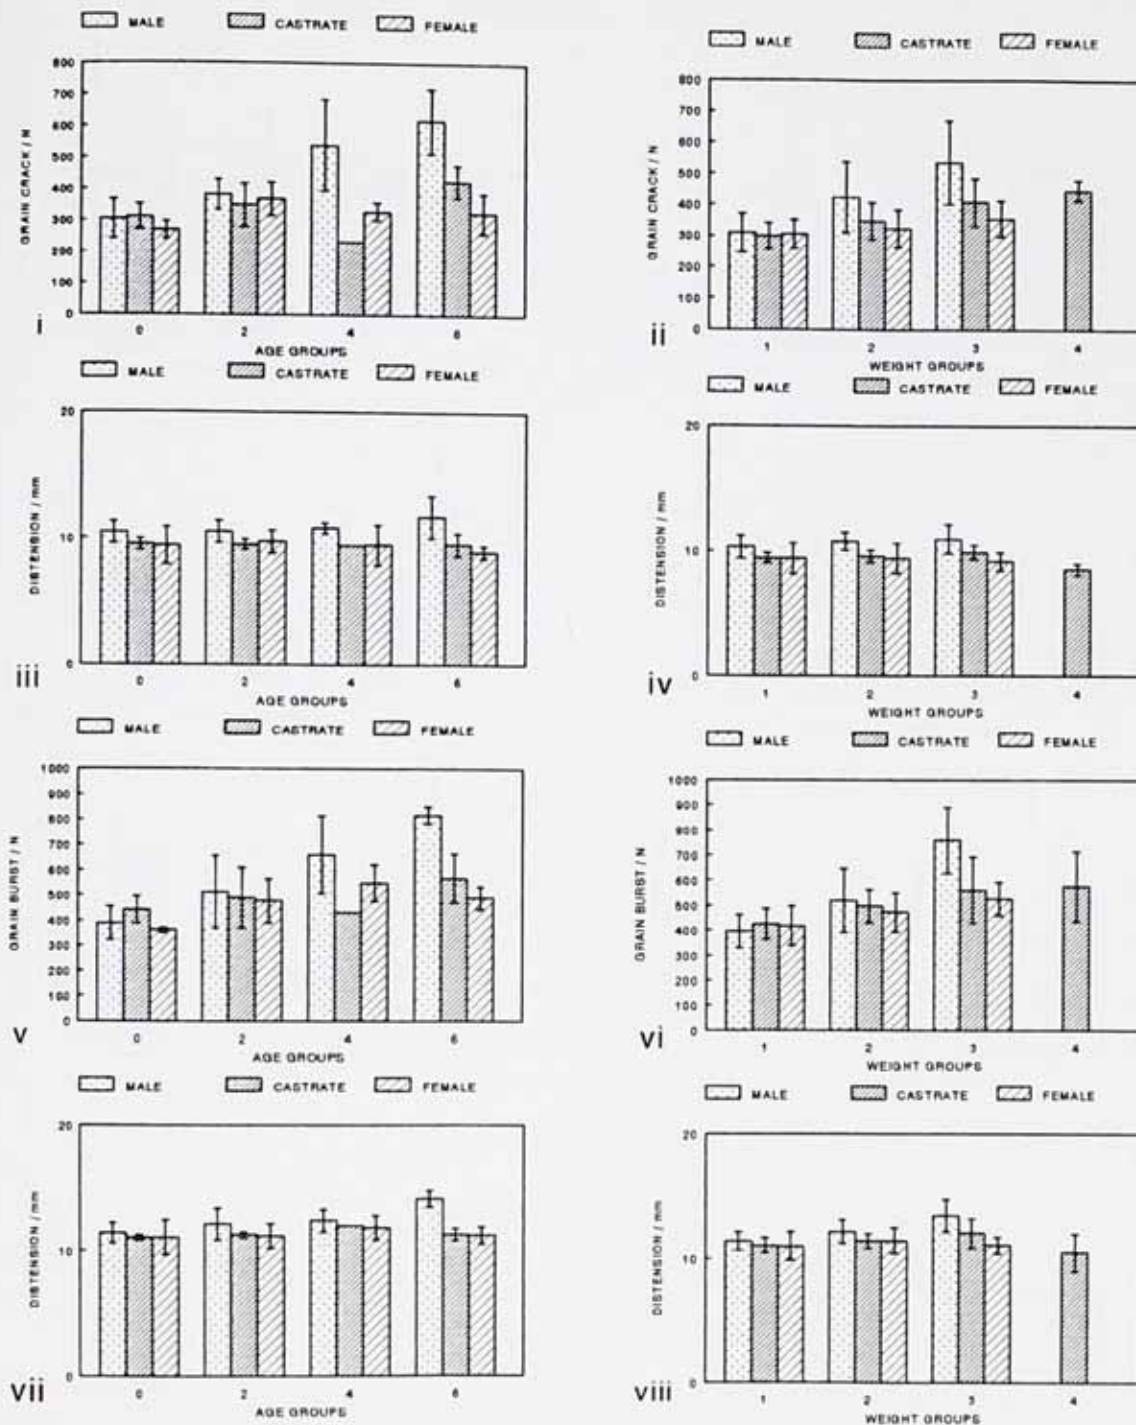 MALE CASTRATE FEMALE
800
700
600
500
400
300
200
100
0
GRAIN CRACK / N
0 2 4 6
AGE GROUPS
i
MALE CASTRATE FEMALE
800
700
600
500
400
300
200
100
0
GRAIN CRACK / N
1 2 3 4
WEIGHT GROUPS
ii
MALE CASTRATE FEMALE
20
10
0
DISTENSION / mm
0 2 4 6
AGE GROUPS
iii
MALE CASTRATE FEMALE
20
10
0
DISTENSION / mm
1 2 3 4
WEIGHT GROUPS
iv
MALE CASTRATE FEMALE
1000
900
800
700
600
500
400
300
200
100
0
GRAIN BURST / N
0 2 4 6
AGE GROUPS
v
MALE CASTRATE FEMALE
1000
900
800
700
600
500
400
300
200
100
0
GRAIN BURST / N
1 2 3 4
WEIGHT GROUPS
vi
MALE CASTRATE FEMALE
20
10
0
DISTENSION / mm
0 2 4 6
AGE GROUPS
vii
MALE CASTRATE FEMALE
20
10
0
DISTENSION / mm
1 2 3 4
WEIGHT GROUPS
viii